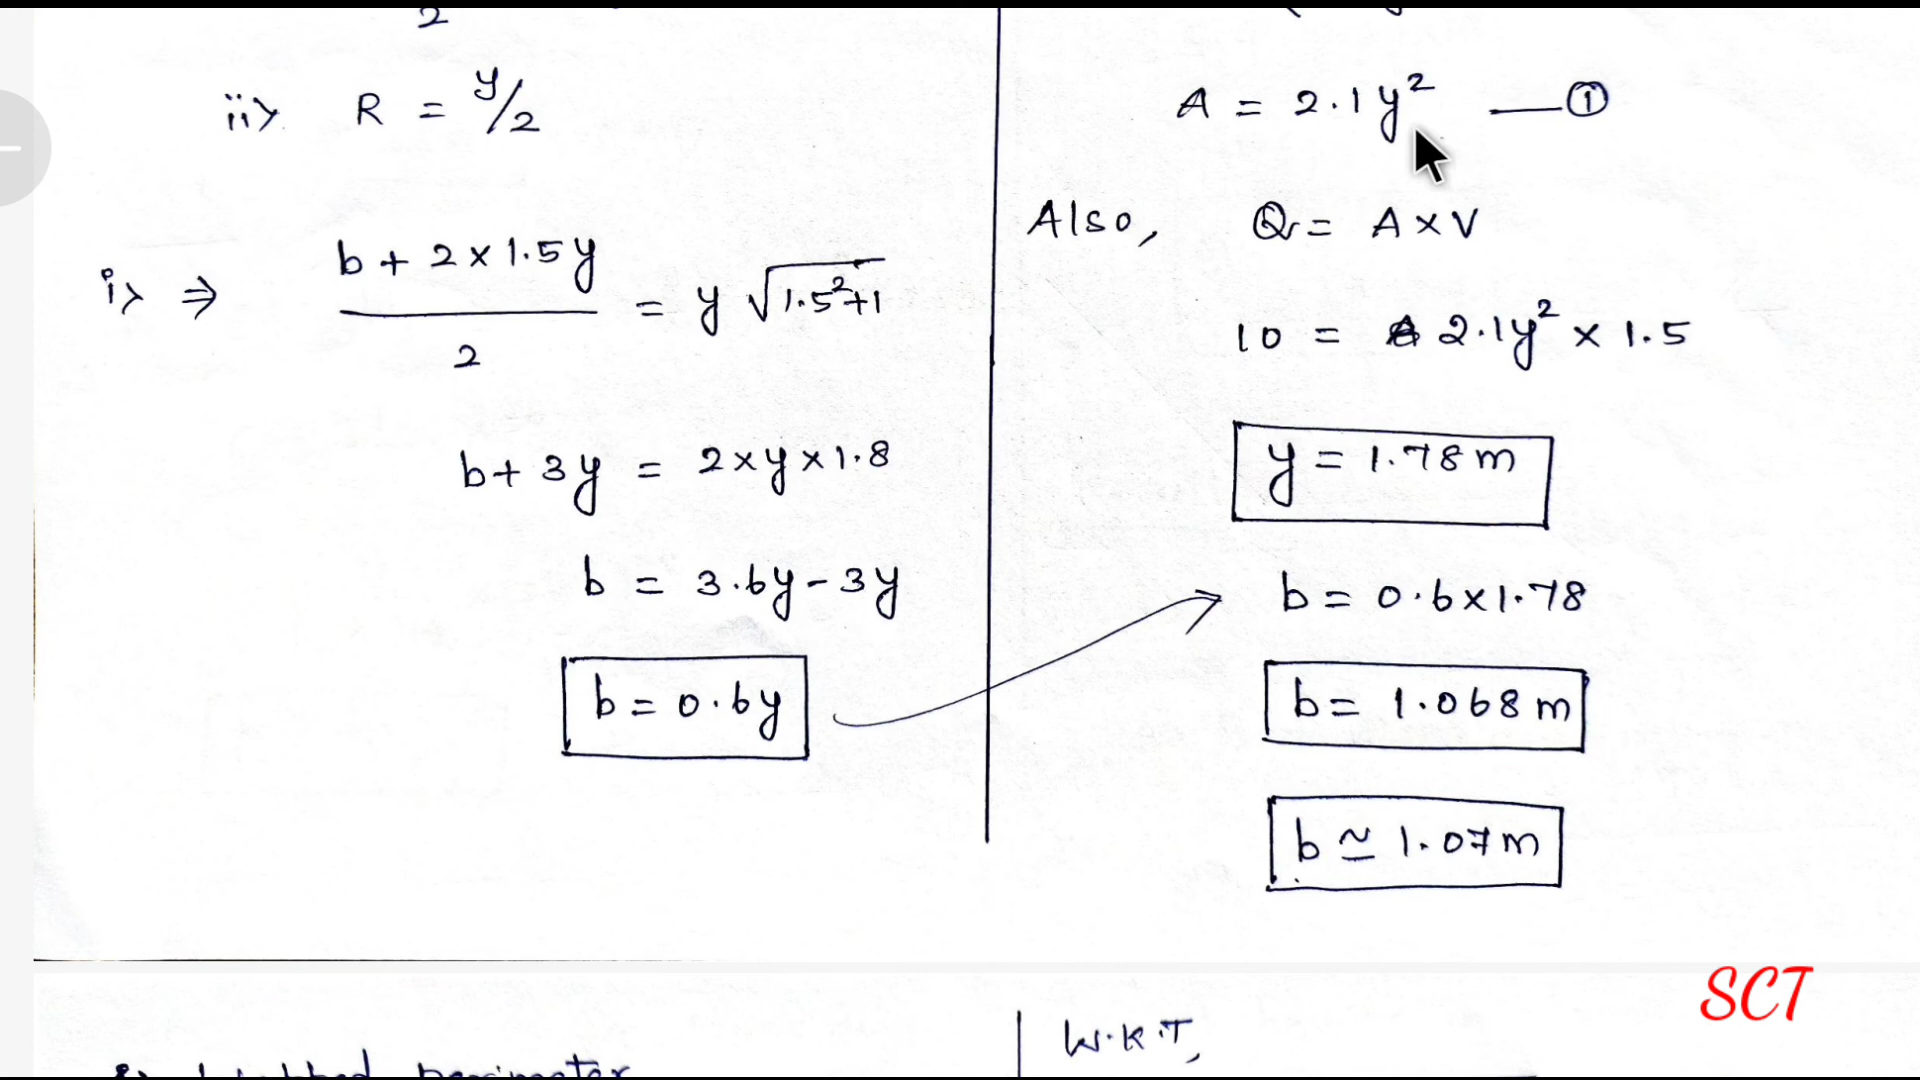 2
ii> R = y/2
i> ⇒ b + 2 × 1.5y / 2 = y √1.5²+1
b + 3y = 2×y×1.8
b = 3.6y - 3y
b = 0.6y
A = 2.1y² —①
Also, Q = A × V
10 = 2.1y² × 1.5
y = 1.78 m
b = 0.6×1.78
b = 1.068 m
b ≃ 1.07 m
SCT
W.K.T,